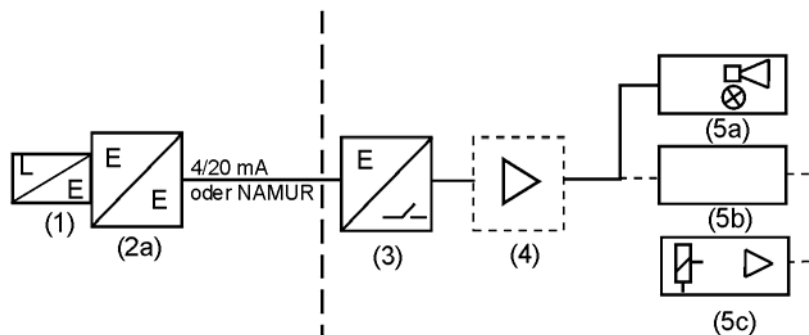 (5a)
4/20 mA
oder NAMUR
L
E
E
E
E
(1)
(2a)
(3)
(4)
(5b)
(5c)